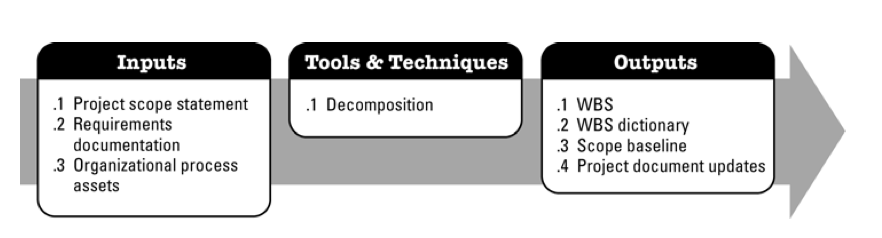 Inputs
.1 Project scope statement
.2 Requirements
documentation
.3 Organizational process
assets
Tools & Techniques
.1 Decomposition
Outputs
.1 WBS
.2 WBS dictionary
.3 Scope baseline
.4 Project document updates